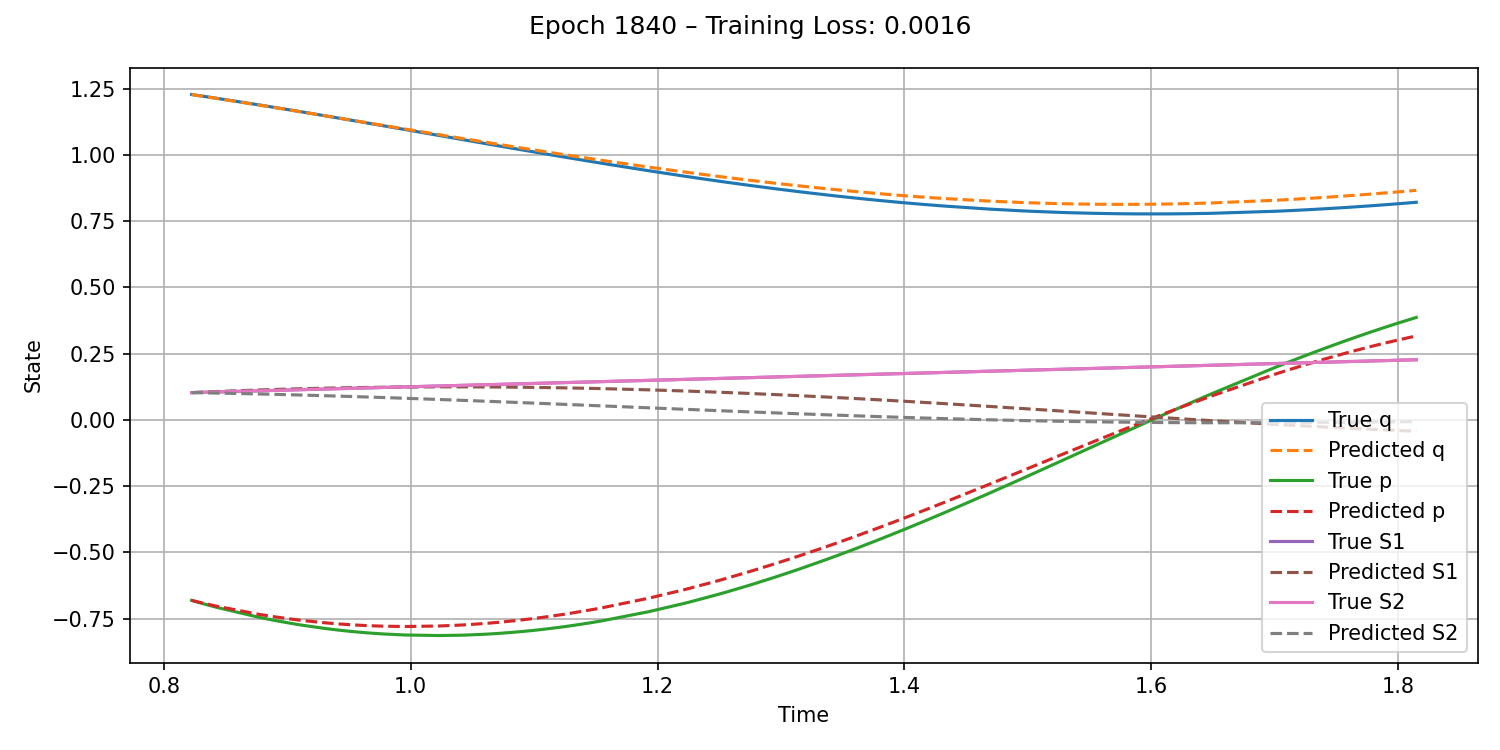 Epoch 1840 – Training Loss: 0.0016
1.25
1.00
0.75
0.50
0.25
0.00
−0.25
−0.50
−0.75
State
True q
Predicted q
True p
Predicted p
True S1
Predicted S1
True S2
Predicted S2
0.8
1.0
1.2
1.4
1.6
1.8
Time